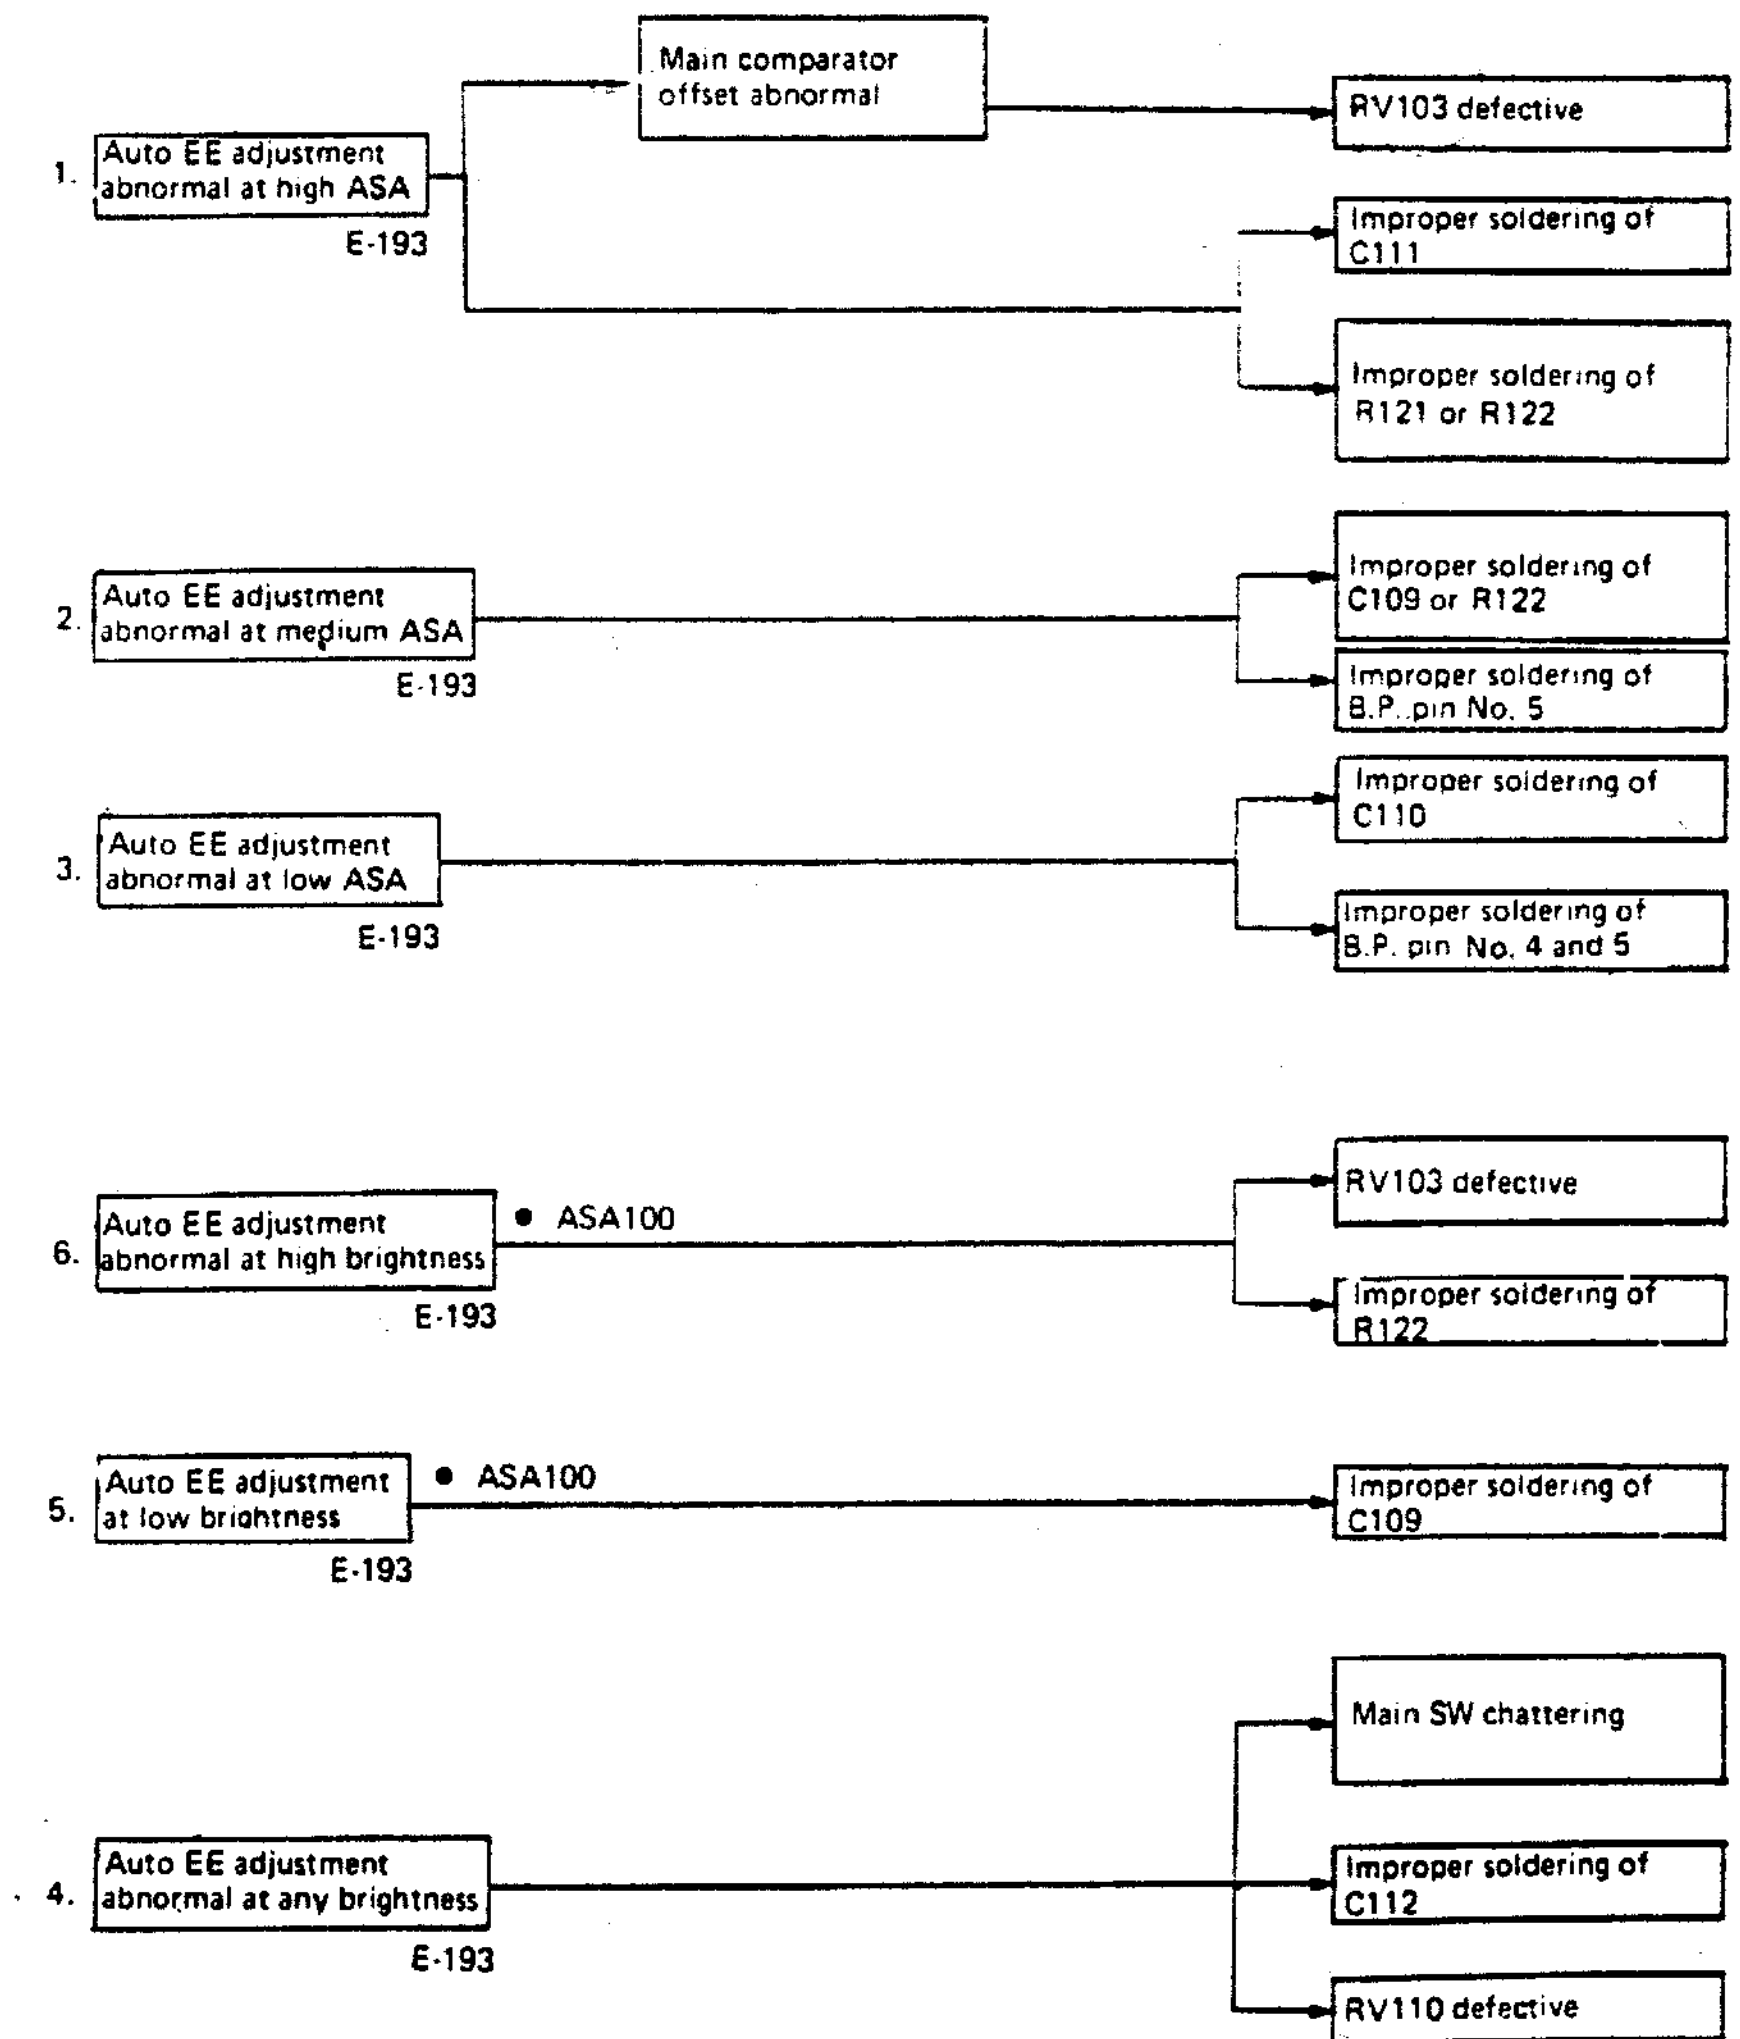 Main comparator
offset abnormal
RV103 defective
1.
Auto EE adjustment
abnormal at high ASA
E-193
Improper soldering of
C111
Improper soldering of
R121 or R122
2.
Auto EE adjustment
abnormal at medium ASA
E-193
Improper soldering of
C109 or R122
Improper soldering of
B.P. pin No. 5
3.
Auto EE adjustment
abnormal at low ASA
E-193
Improper soldering of
C110
Improper soldering of
B.P. pin No. 4 and 5
6.
Auto EE adjustment
abnormal at high brightness
E-193
● ASA100
RV103 defective
Improper soldering of
R122
5.
Auto EE adjustment
at low brightness
E-193
● ASA100
Improper soldering of
C109
4.
Auto EE adjustment
abnormal at any brightness
E-193
Main SW chattering
Improper soldering of
C112
RV110 defective